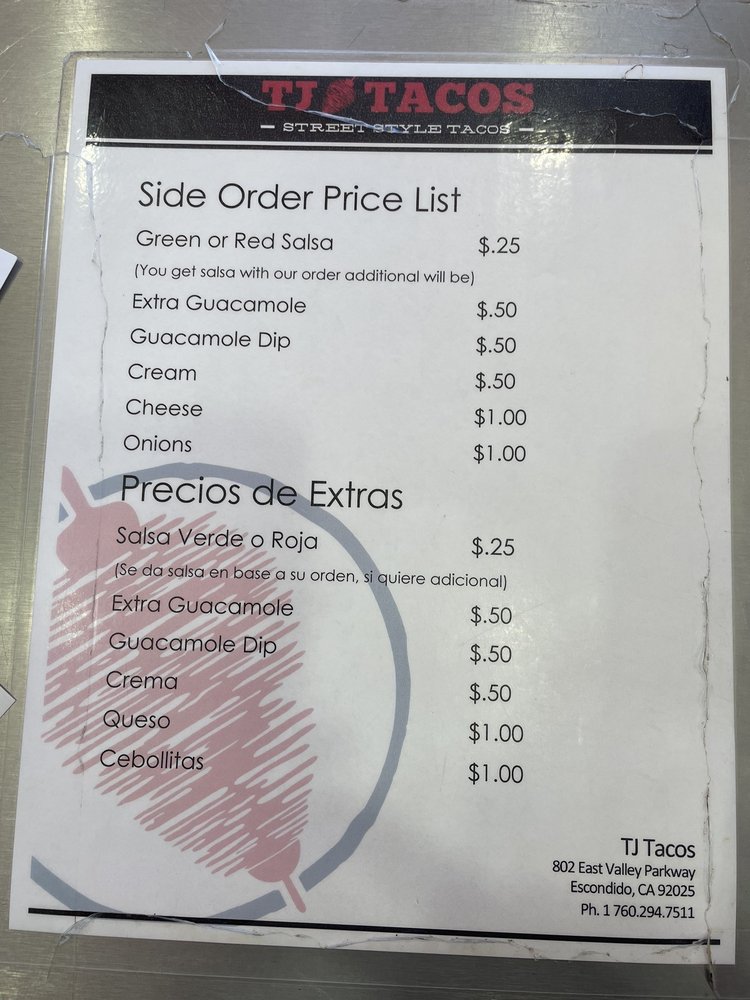 TJ TACOS
STREET STYLE TACOS
Side Order Price List
Green or Red Salsa $.25
(You get salsa with our order additional will be)
Extra Guacamole $.50
Guacamole Dip $.50
Cream $.50
Cheese $1.00
Onions $1.00
Precios de Extras
Salsa Verde o Roja $.25
(Se da salsa en base a su orden, si quiere adicional)
Extra Guacamole $.50
Guacamole Dip $.50
Crema $.50
Queso $1.00
Cebollitas $1.00
TJ Tacos
802 East Valley Parkway
Escondido, CA 92025
Ph. 1 760.294.7511